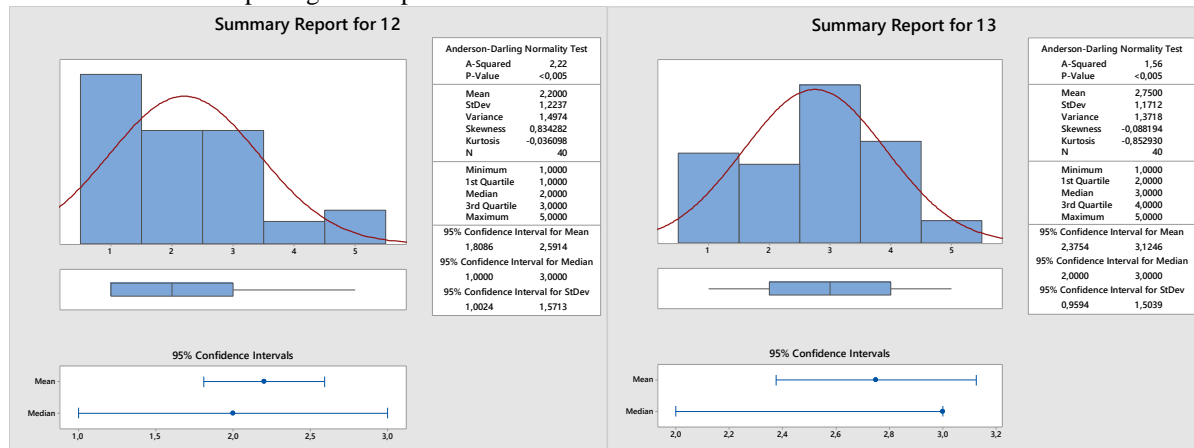 Summary Report for 12
Anderson-Darling Normality Test
A-Squared 2,22
P-Value <0,005
Mean 2,2000
StDev 1,2237
Variance 1,4974
Skewness 0,834282
Kurtosis -0,036098
N 40
Minimum 1,0000
1st Quartile 1,0000
Median 2,0000
3rd Quartile 3,0000
Maximum 5,0000
95% Confidence Interval for Mean
1,8086 2,5914
95% Confidence Interval for Median
1,0000 3,0000
95% Confidence Interval for StDev
1,0024 1,5713
1 2 3 4 5
95% Confidence Intervals
Mean
Median
1,0 1,5 2,0 2,5 3,0
Summary Report for 13
Anderson-Darling Normality Test
A-Squared 1,56
P-Value <0,005
Mean 2,7500
StDev 1,1712
Variance 1,3718
Skewness -0,088194
Kurtosis -0,852930
N 40
Minimum 1,0000
1st Quartile 2,0000
Median 3,0000
3rd Quartile 4,0000
Maximum 5,0000
95% Confidence Interval for Mean
2,3754 3,1246
95% Confidence Interval for Median
2,0000 3,0000
95% Confidence Interval for StDev
0,9594 1,5039
1 2 3 4 5
95% Confidence Intervals
Mean
Median
2,0 2,2 2,4 2,6 2,8 3,0 3,2